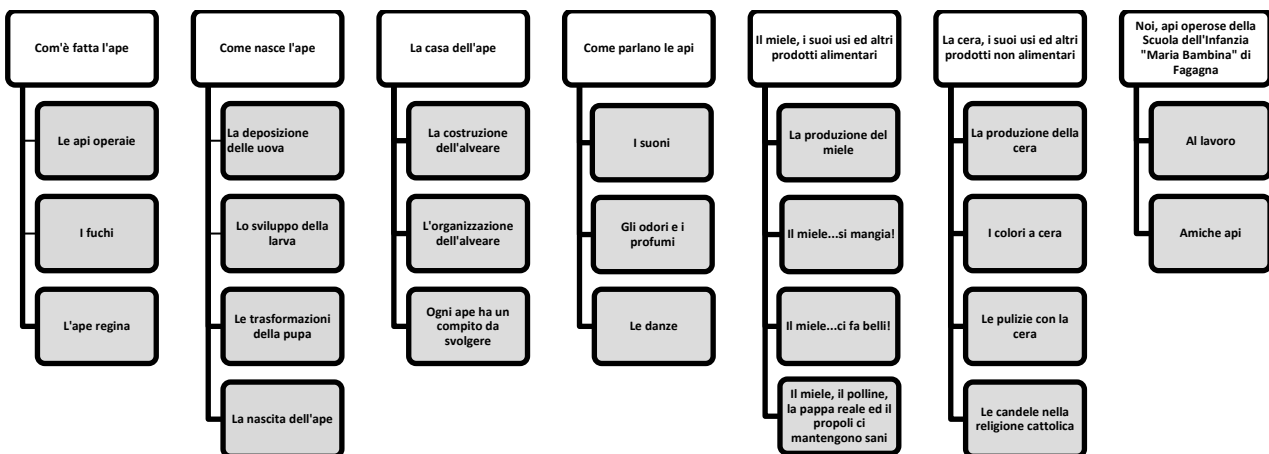 Com'è fatta l'ape
Le api operaie
I fuchi
L'ape regina
Come nasce l'ape
La deposizione
delle uova
Lo sviluppo della
larva
Le trasformazioni
della pupa
La nascita dell'ape
La casa dell'ape
La costruzione
dell'alveare
L'organizzazione
dell'alveare
Ogni ape ha un
compito da
svolgere
Come parlano le api
I suoni
Gli odori e i
profumi
Le danze
Il miele, i suoi usi ed altri
prodotti alimentari
La produzione del
miele
Il miele...si mangia!
Il miele...ci fa belli!
Il miele, il polline,
la pappa reale ed il
propoli ci
mantengono sani
La cera, i suoi usi ed altri
prodotti non alimentari
La produzione della
cera
I colori a cera
Le pulizie con la
cera
Le candele nella
religione cattolica
Noi, api operose della
Scuola dell'Infanzia
"Maria Bambina" di
Fagagna
Al lavoro
Amiche api